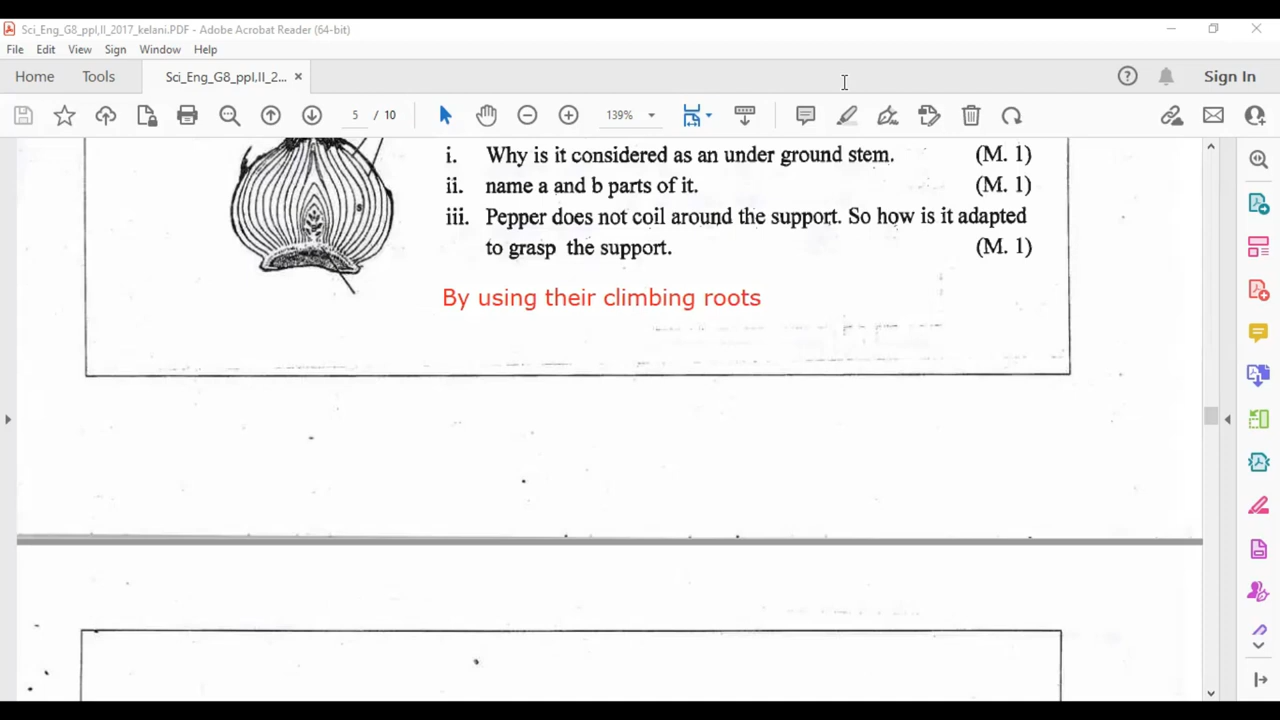 Sci_Eng_G8_ppl,II_2017_kelani.PDF - Adobe Acrobat Reader (64-bit)
File Edit View Sign Window Help
Home Tools Sci_Eng_G8_ppl,II_2... × Sign In
5 / 10 139%
i. Why is it considered as an under ground stem. (M. 1)
ii. name a and b parts of it. (M. 1)
iii. Pepper does not coil around the support. So how is it adapted
to grasp the support. (M. 1)
By using their climbing roots